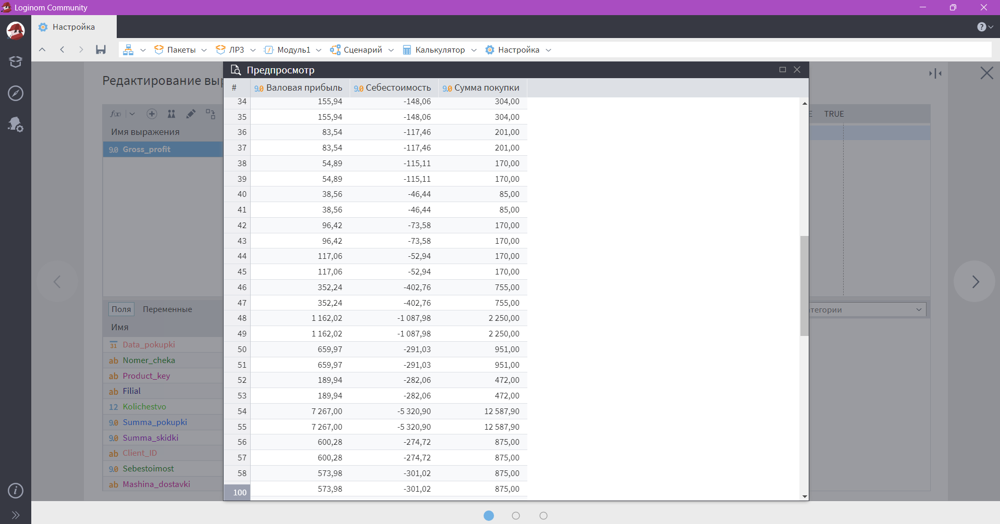 Loginom Community
Настройка
Пакеты ЛР3 Модуль1 Сценарий Калькулятор Настройка
Редактирование выр
Предпросмотр
# 9.0 Валовая прибыль 9.0 Себестоимость 9.0 Сумма покупки
34 155,94 -148,06 304,00
35 155,94 -148,06 304,00
36 83,54 -117,46 201,00
37 83,54 -117,46 201,00
38 54,89 -115,11 170,00
39 54,89 -115,11 170,00
40 38,56 -46,44 85,00
41 38,56 -46,44 85,00
42 96,42 -73,58 170,00
43 96,42 -73,58 170,00
44 117,06 -52,94 170,00
45 117,06 -52,94 170,00
46 352,24 -402,76 755,00
47 352,24 -402,76 755,00
48 1 162,02 -1 087,98 2 250,00
49 1 162,02 -1 087,98 2 250,00
50 659,97 -291,03 951,00
51 659,97 -291,03 951,00
52 189,94 -282,06 472,00
53 189,94 -282,06 472,00
54 7 267,00 -5 320,90 12 587,90
55 7 267,00 -5 320,90 12 587,90
56 600,28 -274,72 875,00
57 600,28 -274,72 875,00
58 573,98 -301,02 875,00
100 573,98 -301,02 875,00
f(x)
Имя выражения
9.0 Gross_profit
Поля Переменные
Имя
31 Data_pokupki
ab Nomer_cheka
ab Product_key
ab Filial
12 Kolichestvo
9.0 Summa_pokupki
9.0 Summa_skidki
ab Client_ID
9.0 Sebestoimost
ab Mashina_dostavki
E TRUE
тегории